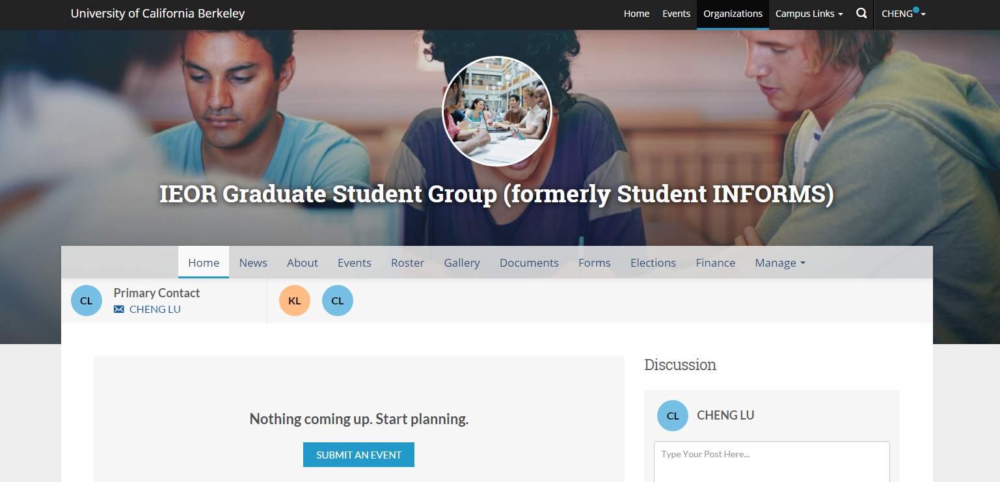 University of California Berkeley
Home Events Organizations Campus Links CHENG
IEOR Graduate Student Group (formerly Student INFORMS)
Home News About Events Roster Gallery Documents Forms Elections Finance Manage
CL Primary Contact
CHENG LU
KL CL
Discussion
Nothing coming up. Start planning.
SUBMIT AN EVENT
CL CHENG LU
Type Your Post Here...